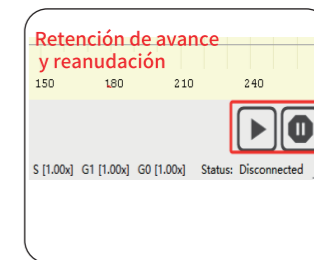 Retención de avance
y reanudación
150 180 210 240
S [1.00x] G1 [1.00x] G0 [1.00x] Status: Disconnected